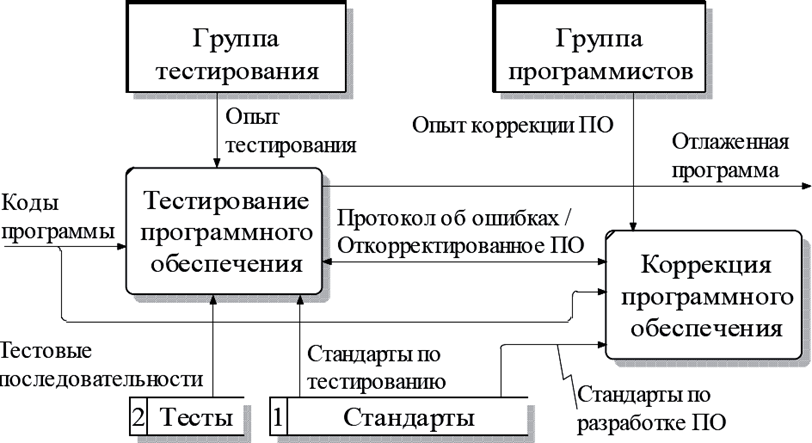 Группа
тестирования
Группа
программистов
Опыт
тестирования
Опыт коррекции ПО
Отлаженная
программа
Коды
программы
Тестирование
программного
обеспечения
Протокол об ошибках /
Откорректированное ПО
Коррекция
программного
обеспечения
Тестовые
последовательности
Стандарты по
тестированию
Стандарты по
разработке ПО
2 Тесты
1 Стандарты